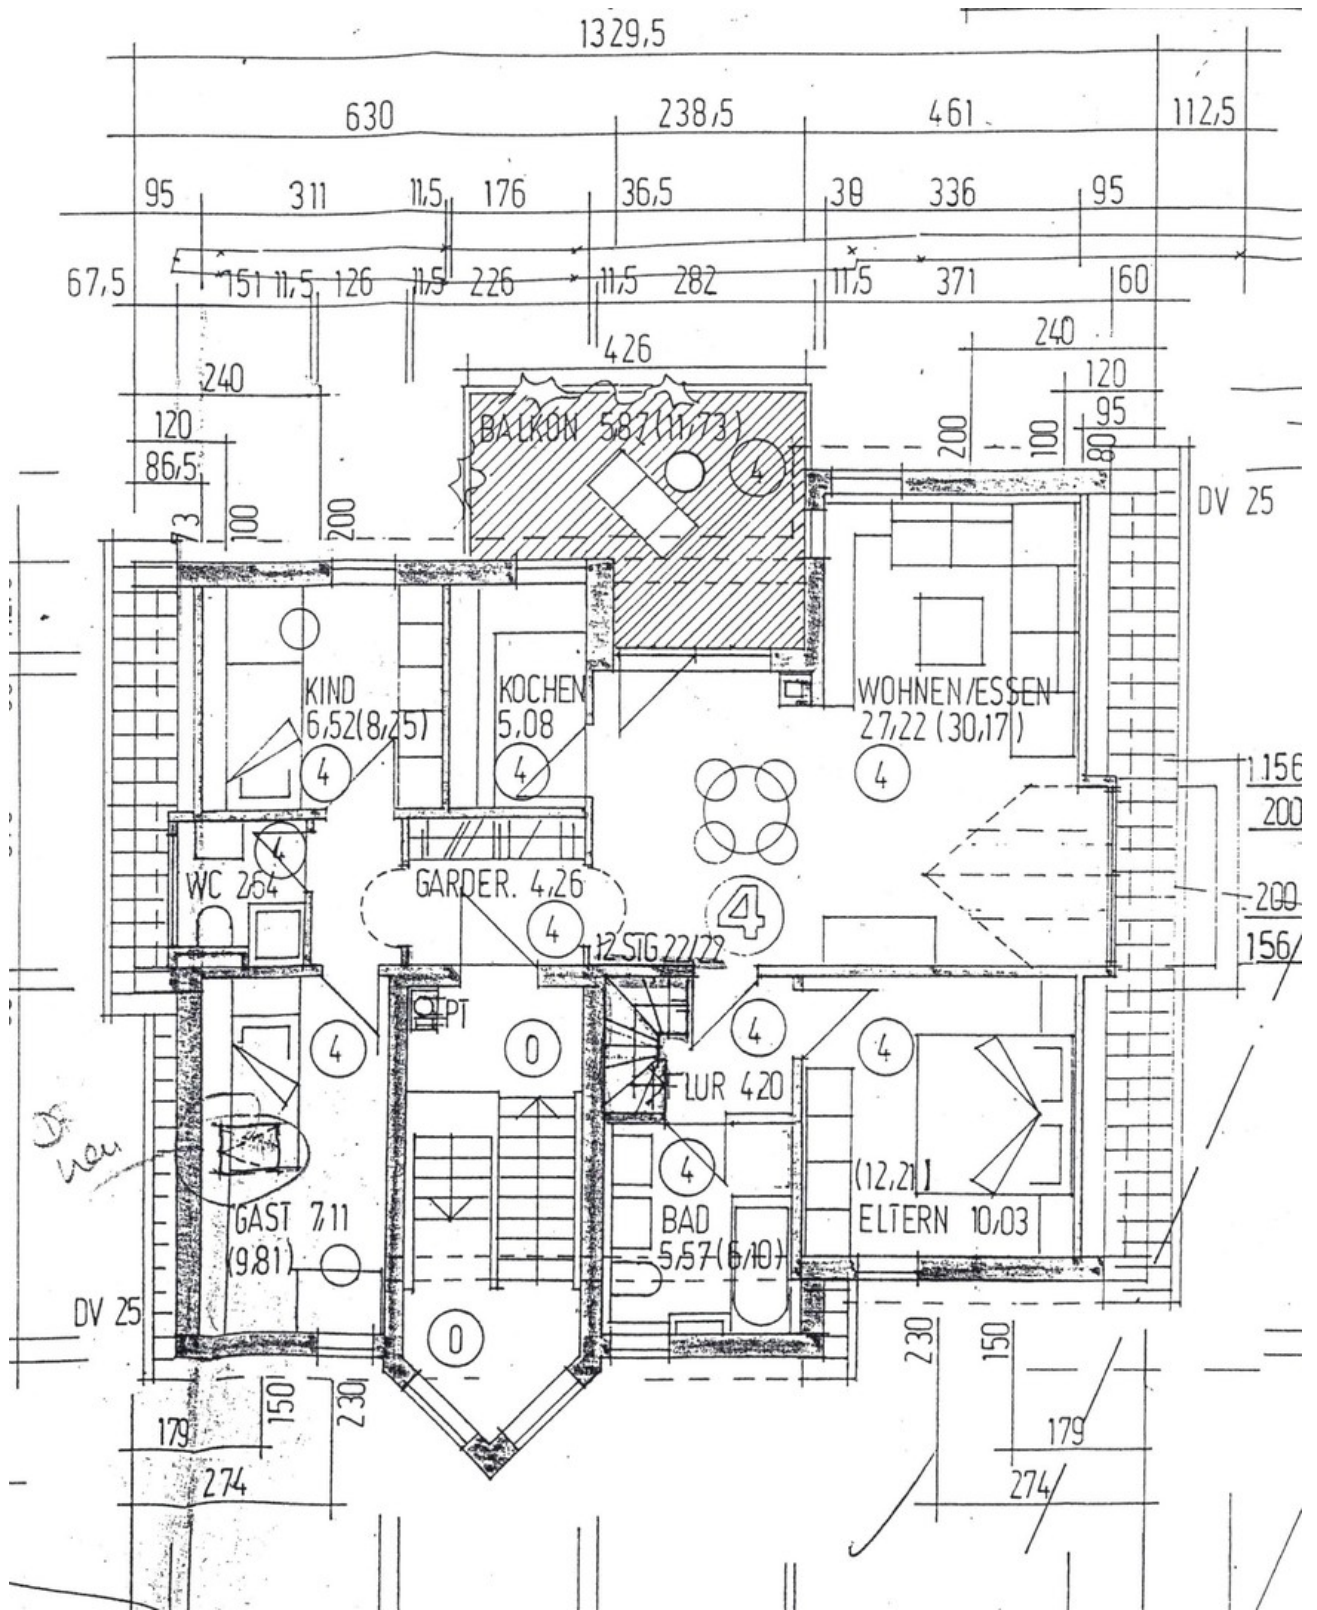 1329,5
630 238,5 461 112,5
95 311 11,5 176 36,5 38 336 95
67,5 151 11,5 126 11,5 226 11,5 282 11,5 371 60
426 240
240 120
120 95
86,5
73 100 200 200 100 80
BALKON 5,87 (11,73)
4
DV 25
KIND
6,52(8,25)
4
KOCHEN
5,08
4
WOHNEN/ESSEN
27,22 (30,17)
4
156
200
200
156
WC 2,64
4
GARDER. 4,26
4
4
12 STG 22/22
4
0
4
4
FLUR 4,20
neu
GAST 7,11
(9,81)
4
BAD
5,57(6,10)
(12,21)
ELTERN 10,03
DV 25
0
150 230
230 150
179
274
179
274